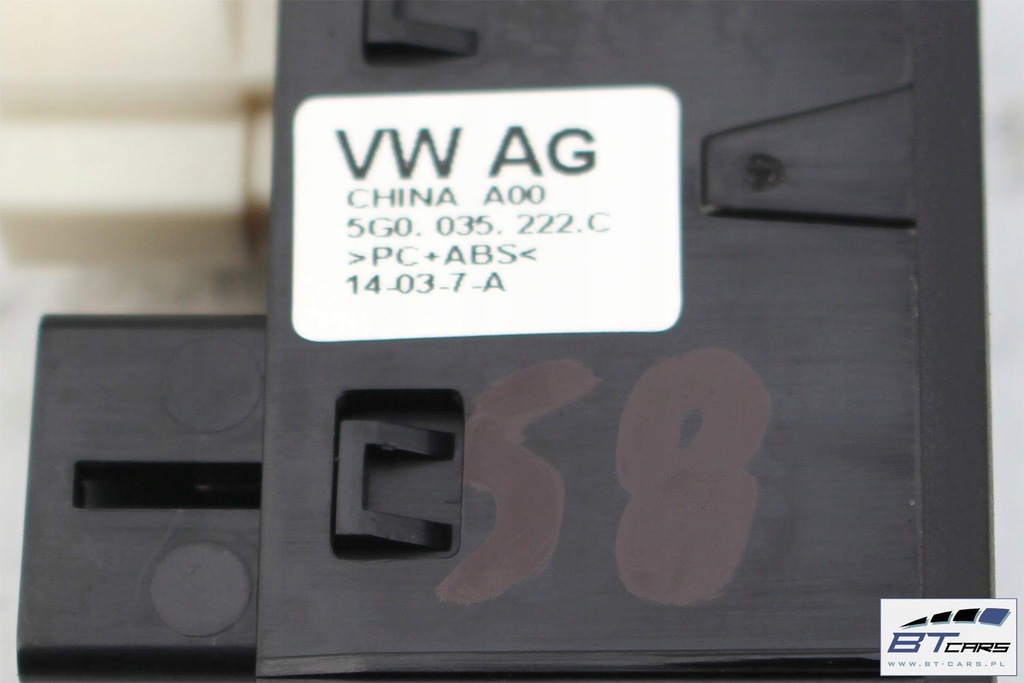 VW AG
CHINA A00
5G0. 035. 222.C
>PC+ABS<
14-03-7-A
58
BT CARS
WWW.BT-CARS.PL